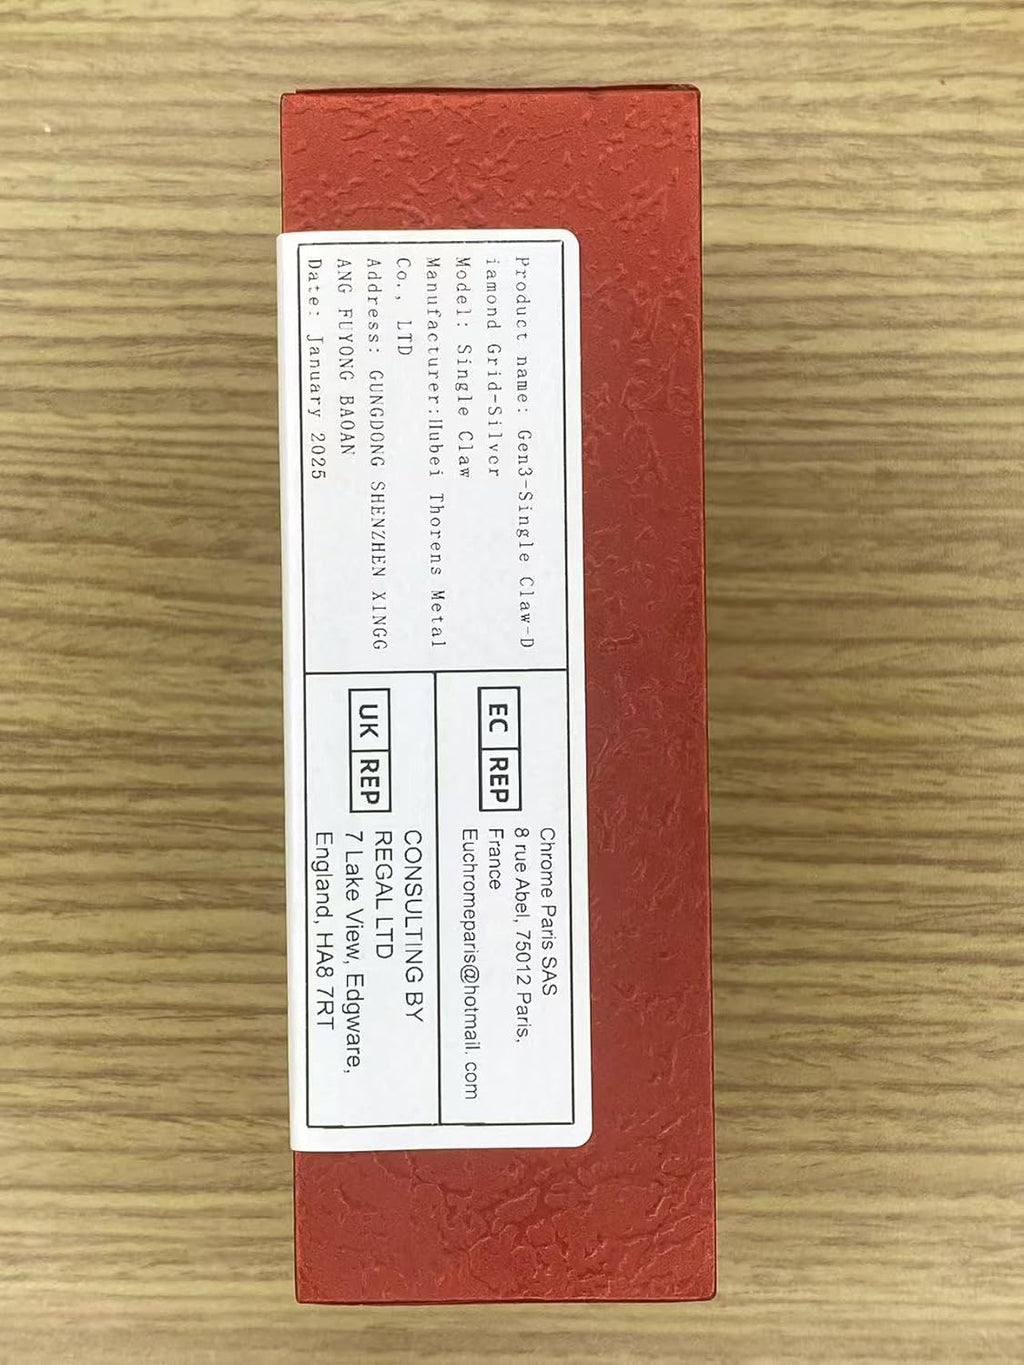 Product name: Gen3-Single Claw-D
iamond Grid-Silver
Model: Single Claw
Manufacturer:Hubei Thorens Metal
Co., LTD
Address: GUNGDONG SHENZHEN XINGG
ANG FUYONG BAOAN
Date: January 2025
EC REP
Chrome Paris SAS
8 rue Abel, 75012 Paris,
France
Euchromeparis@hotmail. com
UK REP
CONSULTING BY
REGAL LTD
7 Lake View, Edgware,
England, HA8 7RT